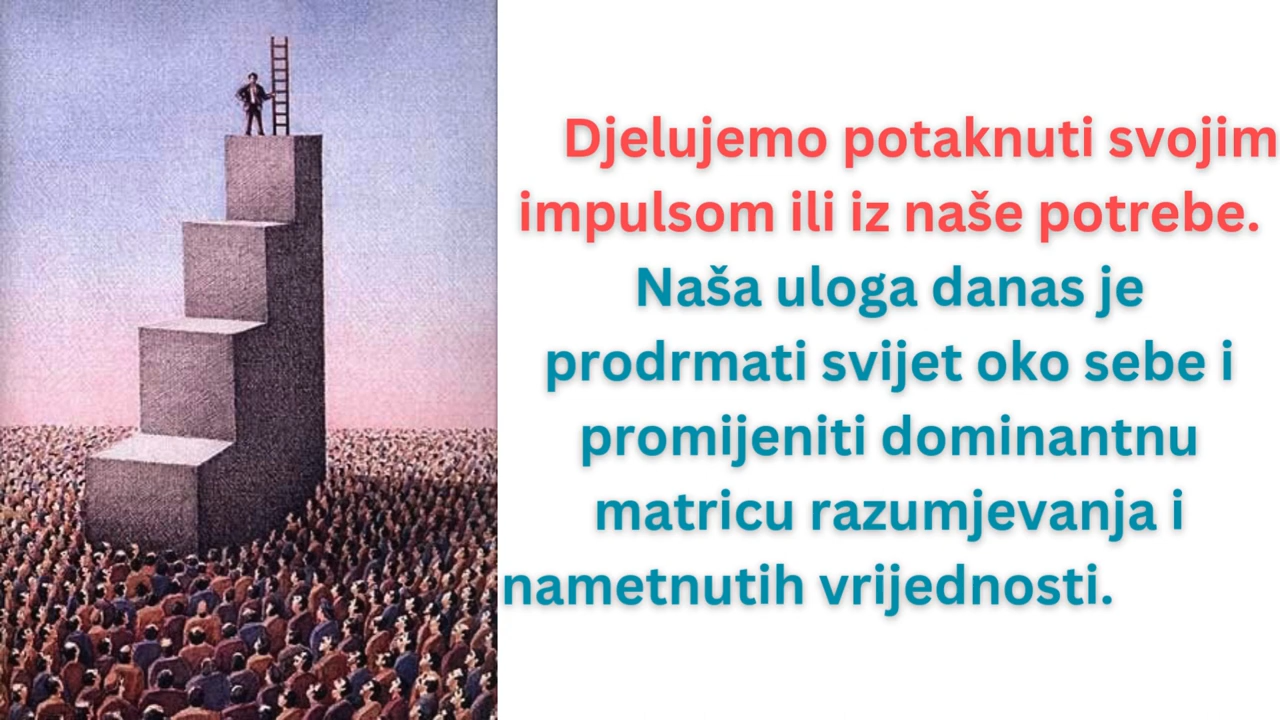 Djelujemo potaknuti svojim
impulsom ili iz naše potrebe.
Naša uloga danas je
prodrmati svijet oko sebe i
promijeniti dominantnu
matricu razumjevanja i
nametnutih vrijednosti.